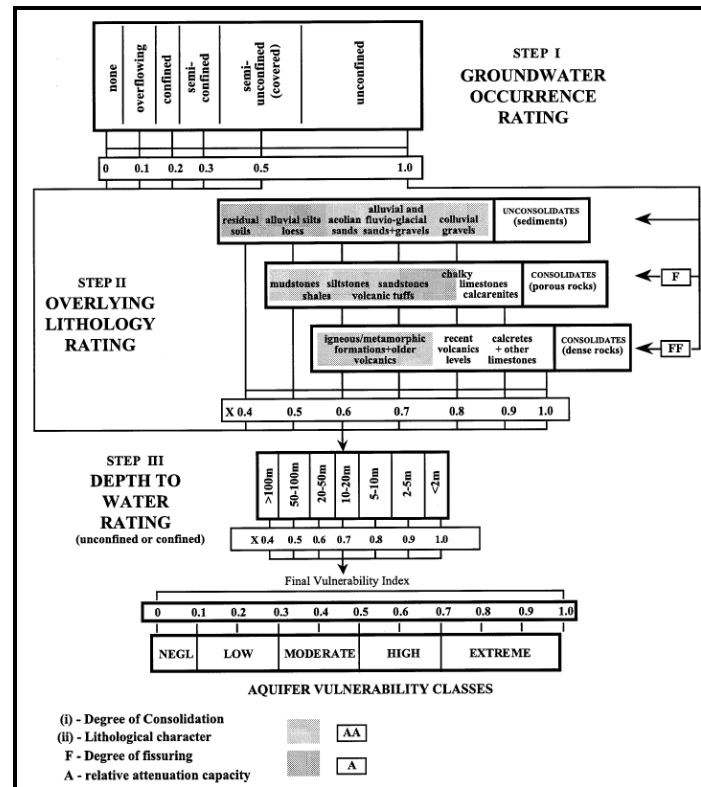 STEP I
GROUNDWATER
OCCURRENCE
RATING
none
overflowing
confined
semi-
confined
semi-
unconfined
(covered)
unconfined
0 0.1 0.2 0.3 0.5 1.0
STEP II
OVERLYING
LITHOLOGY
RATING
residual
soils
alluvial silts
loess
aeolian
sands
alluvial and
fluvio-glacial
sands+gravels
colluvial
gravels
UNCONSOLIDATES
(sediments)
mudstones
shales
siltstones
sandstones
volcanic tuffs
chalky
limestones
calcarenites
CONSOLIDATES
(porous rocks)
F
igneous/metamorphic
formations+older
volcanics
recent
volcanics
levels
calcretes
+ other
limestones
CONSOLIDATES
(dense rocks)
FF
X 0.4 0.5 0.6 0.7 0.8 0.9 1.0
STEP III
DEPTH TO
WATER
RATING
(unconfined or confined)
>100m
50-100m
20-50m
10-20m
5-10m
2-5m
<2m
X 0.4 0.5 0.6 0.7 0.8 0.9 1.0
Final Vulnerability Index
0 0.1 0.2 0.3 0.4 0.5 0.6 0.7 0.8 0.9 1.0
NEGL LOW MODERATE HIGH EXTREME
AQUIFER VULNERABILITY CLASSES
(i) - Degree of Consolidation
(ii) - Lithological character
F - Degree of fissuring
A - relative attenuation capacity
AA
A